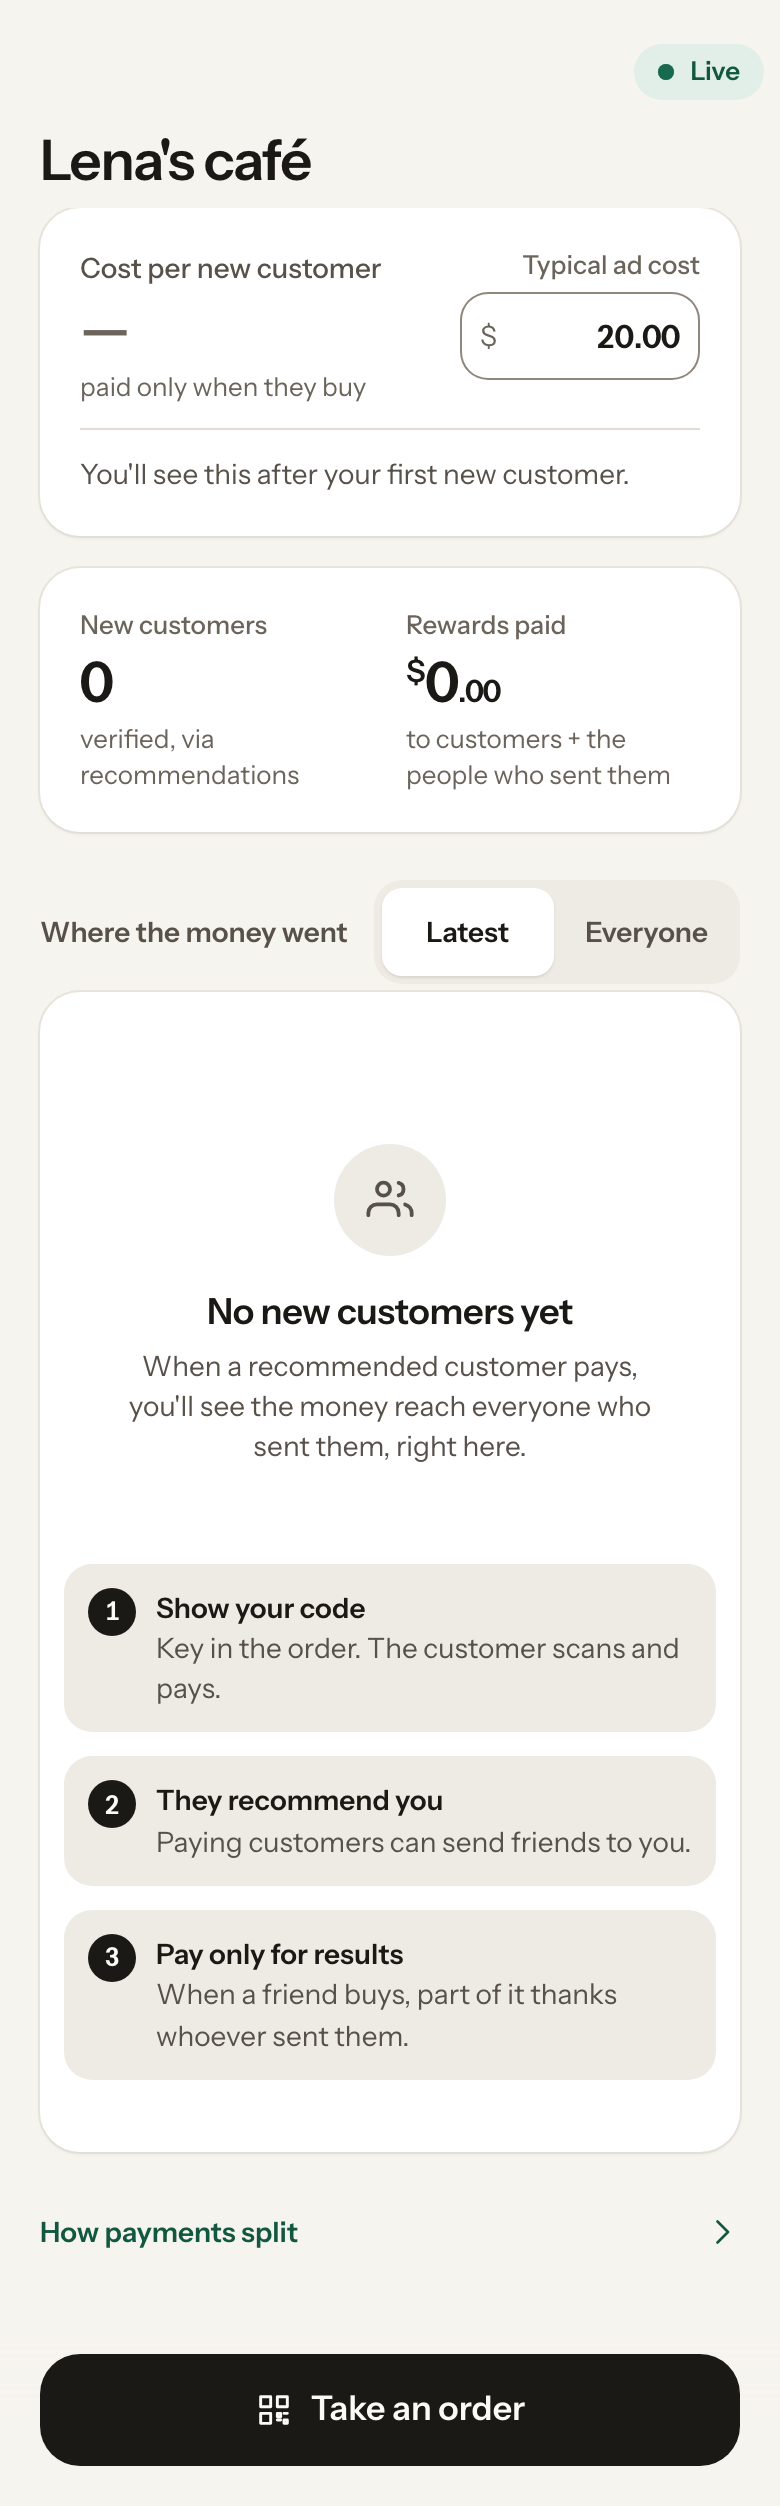 Live
Lena's café
Cost per new customer
Typical ad cost
—
$ 20.00
paid only when they buy
You'll see this after your first new customer.
New customers
Rewards paid
0
$0.00
verified, via
recommendations
to customers + the
people who sent them
Where the money went
Latest
Everyone
No new customers yet
When a recommended customer pays,
you'll see the money reach everyone who
sent them, right here.
1
Show your code
Key in the order. The customer scans and
pays.
2
They recommend you
Paying customers can send friends to you.
3
Pay only for results
When a friend buys, part of it thanks
whoever sent them.
How payments split
Take an order